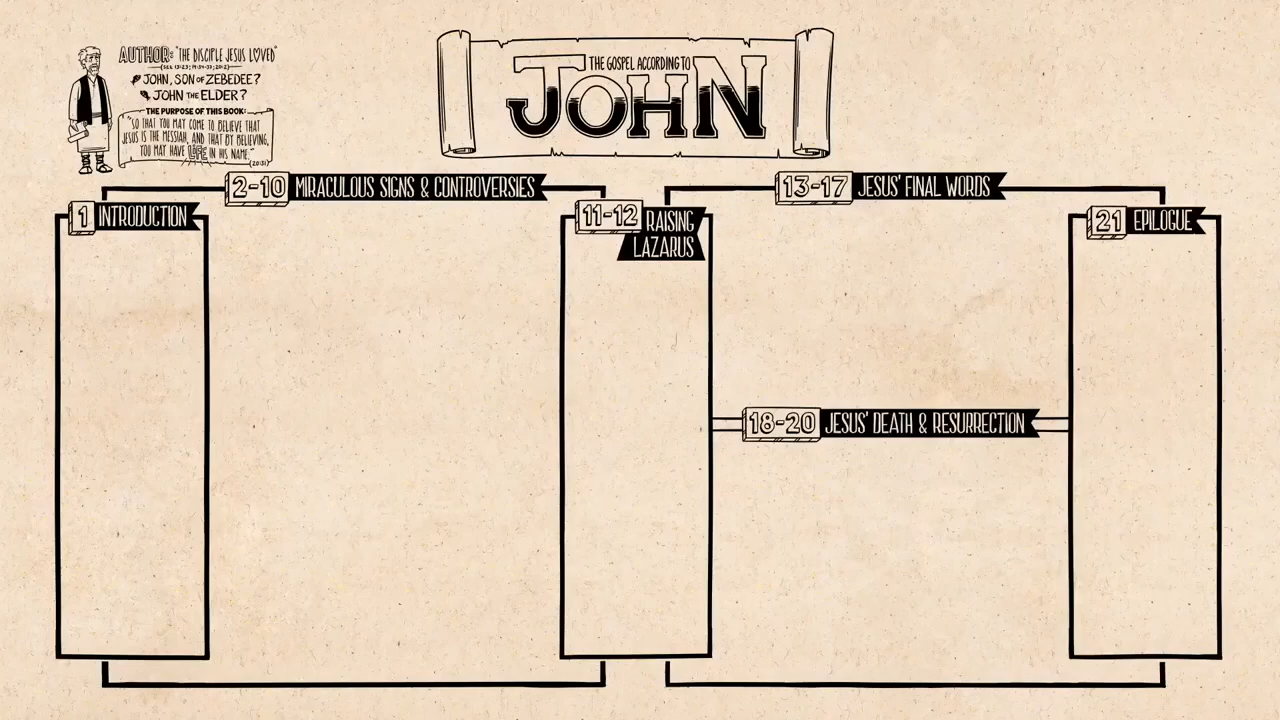 AUTHOR: "THE DISCIPLE JESUS LOVED"
JOHN, SON OF ZEBEDEE?
JOHN THE ELDER?
THE PURPOSE OF THIS BOOK:
"SO THAT YOU MAY COME TO BELIEVE THAT
JESUS IS THE MESSIAH, AND THAT BY BELIEVING,
YOU MAY HAVE LIFE IN HIS NAME."
(20:31)
THE GOSPEL ACCORDING TO
JOHN
2-10 MIRACULOUS SIGNS & CONTROVERSIES
13-17 JESUS' FINAL WORDS
1 INTRODUCTION
11-12 RAISING
LAZARUS
21 EPILOGUE
18-20 JESUS' DEATH & RESURRECTION